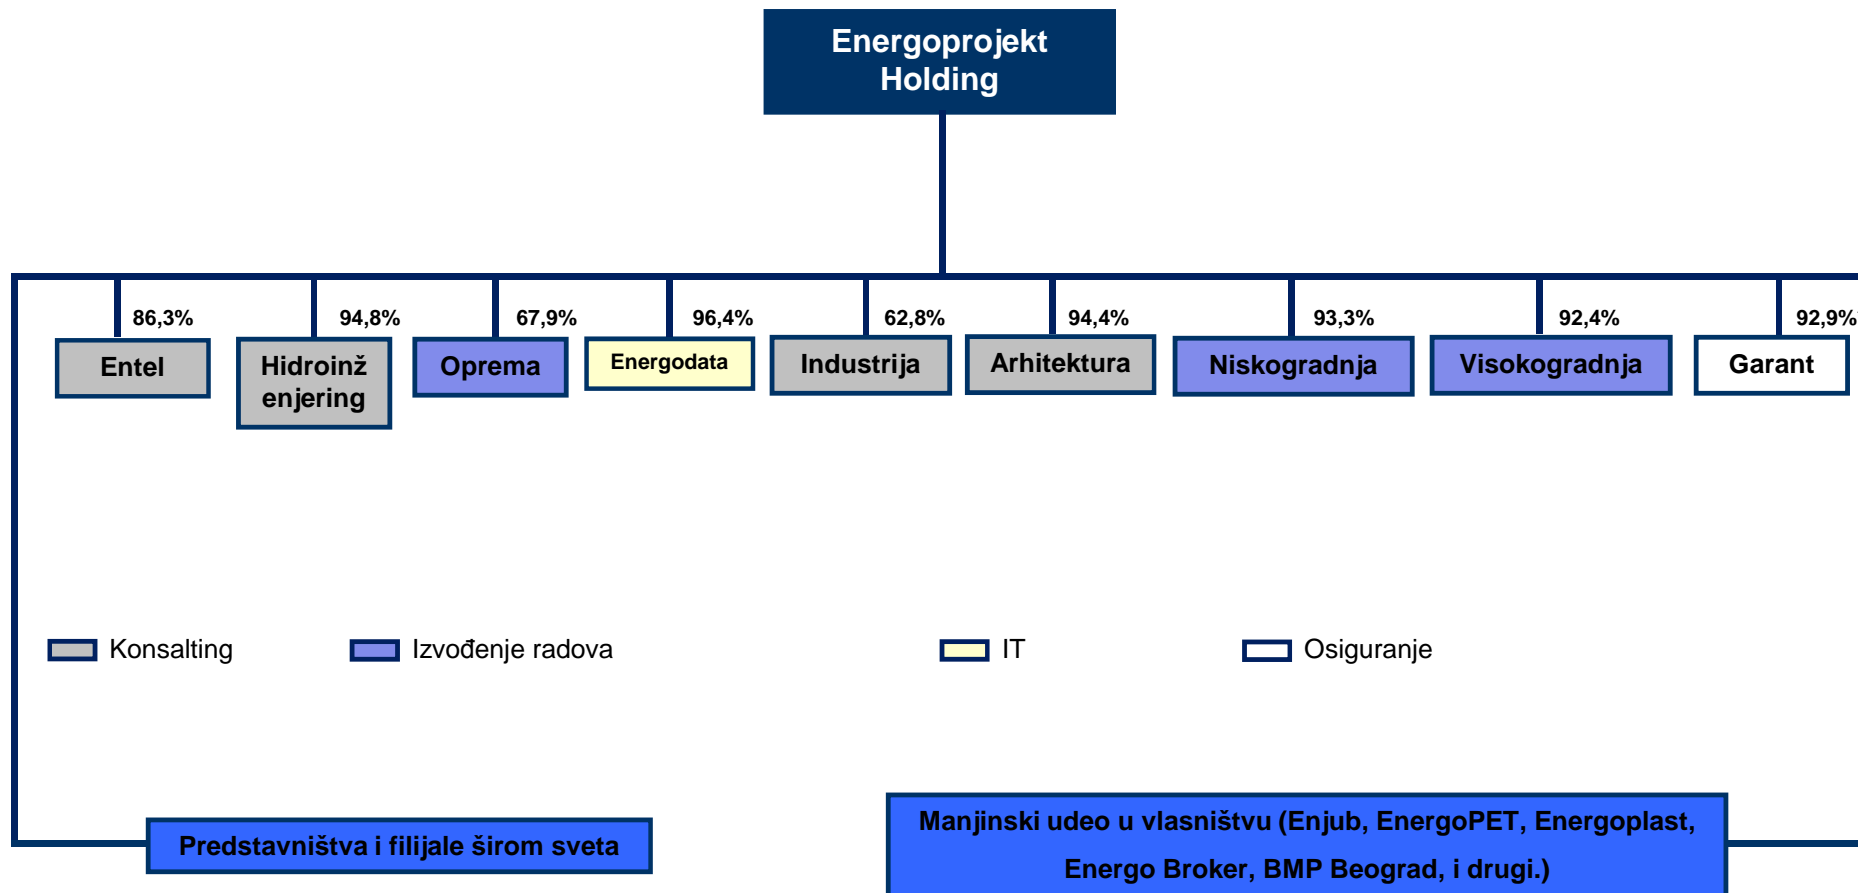 Energoprojekt
Holding
86,3%
94,8%
67,9%
96,4%
62,8%
94,4%
93,3%
92,4%
92,9%
Entel
Hidroinž
enjering
Oprema
Energodata
Industrija
Arhitektura
Niskogradnja
Visokogradnja
Garant
Konsalting
Izvođenje radova
IT
Osiguranje
Predstavništva i filijale širom sveta
Manjinski udeo u vlasništvu (Enjub, EnergoPET, Energoplast,
Energo Broker, BMP Beograd, i drugi.)